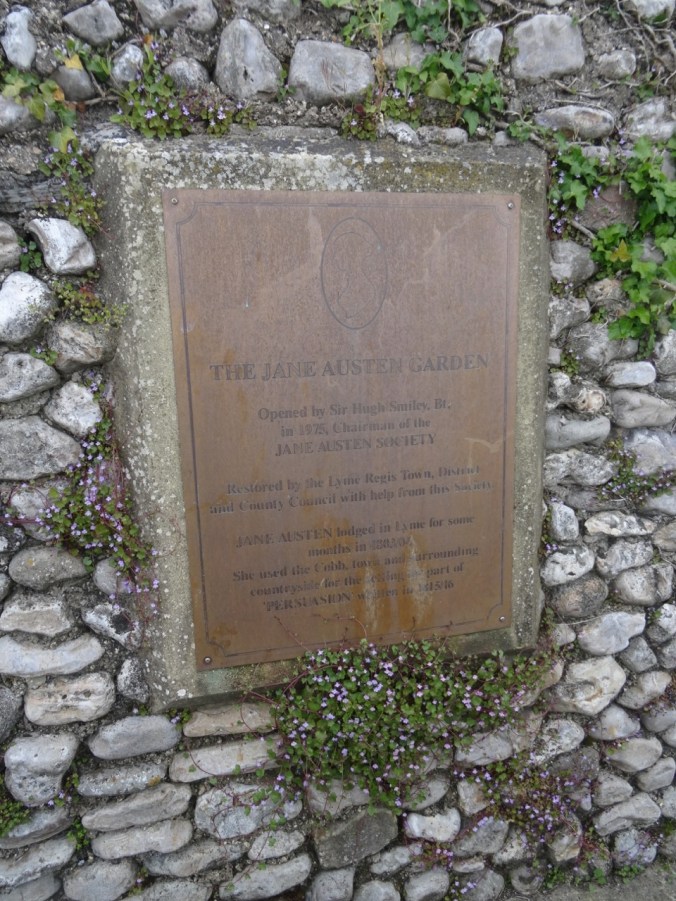 THE JANE AUSTEN GARDEN
Opened by Sir Hugh Smiley, Bt,
in 1975, Chairman of the
JANE AUSTEN SOCIETY
Restored by the Lyme Regis Town, District
and County Council with help from this Society
JANE AUSTEN lodged in Lyme for some
months in 1803/04
She used the Cobb, town and surrounding
countryside for the setting of part of
'PERSUASION' written in 1815/16